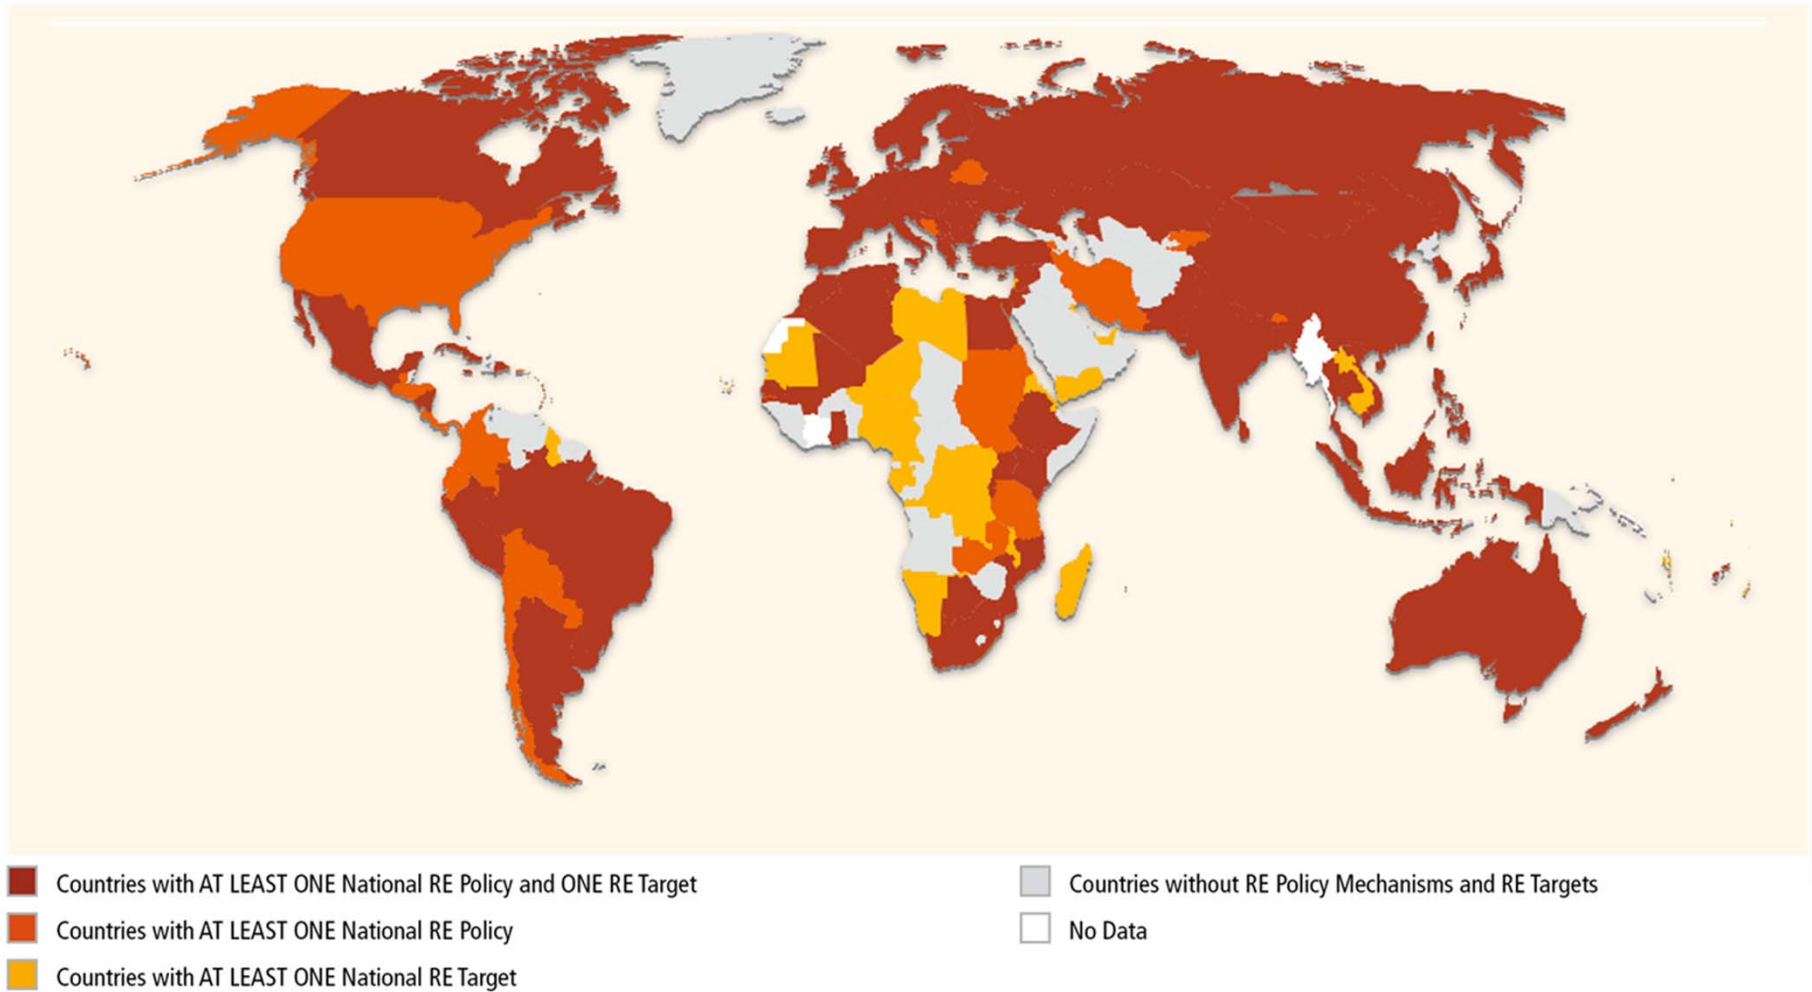 Countries with AT LEAST ONE National RE Policy and ONE RE Target
Countries with AT LEAST ONE National RE Policy
Countries with AT LEAST ONE National RE Target
Countries without RE Policy Mechanisms and RE Targets
No Data